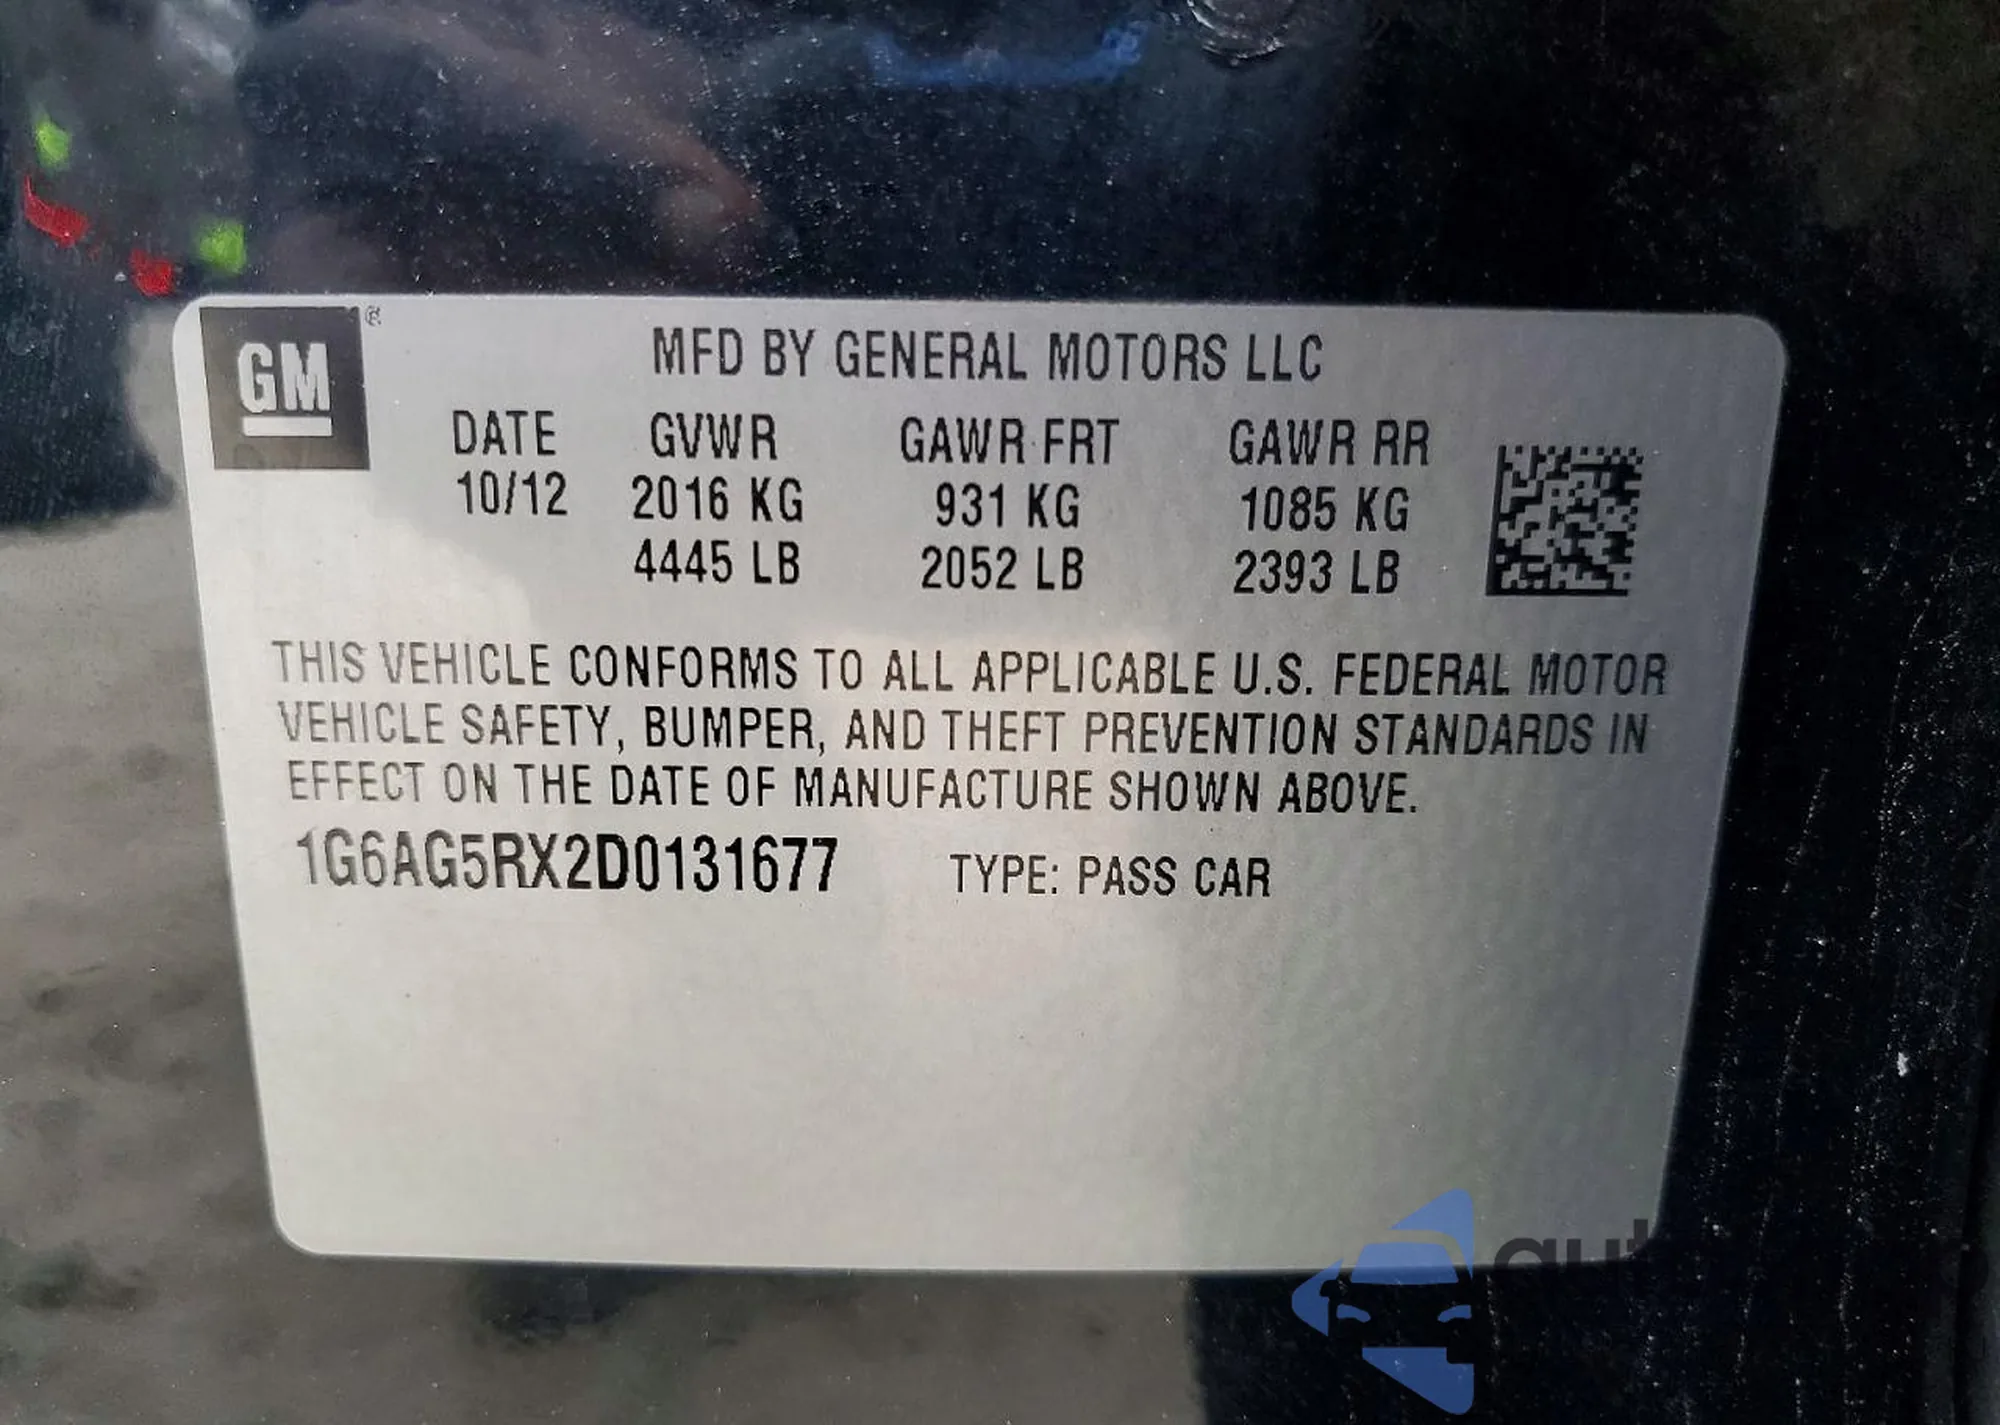 GM ®
MFD BY GENERAL MOTORS LLC
DATE GVWR GAWR FRT GAWR RR
10/12 2016 KG 931 KG 1085 KG
4445 LB 2052 LB 2393 LB
THIS VEHICLE CONFORMS TO ALL APPLICABLE U.S. FEDERAL MOTOR
VEHICLE SAFETY, BUMPER, AND THEFT PREVENTION STANDARDS IN
EFFECT ON THE DATE OF MANUFACTURE SHOWN ABOVE.
1G6AG5RX2D0131677 TYPE: PASS CAR